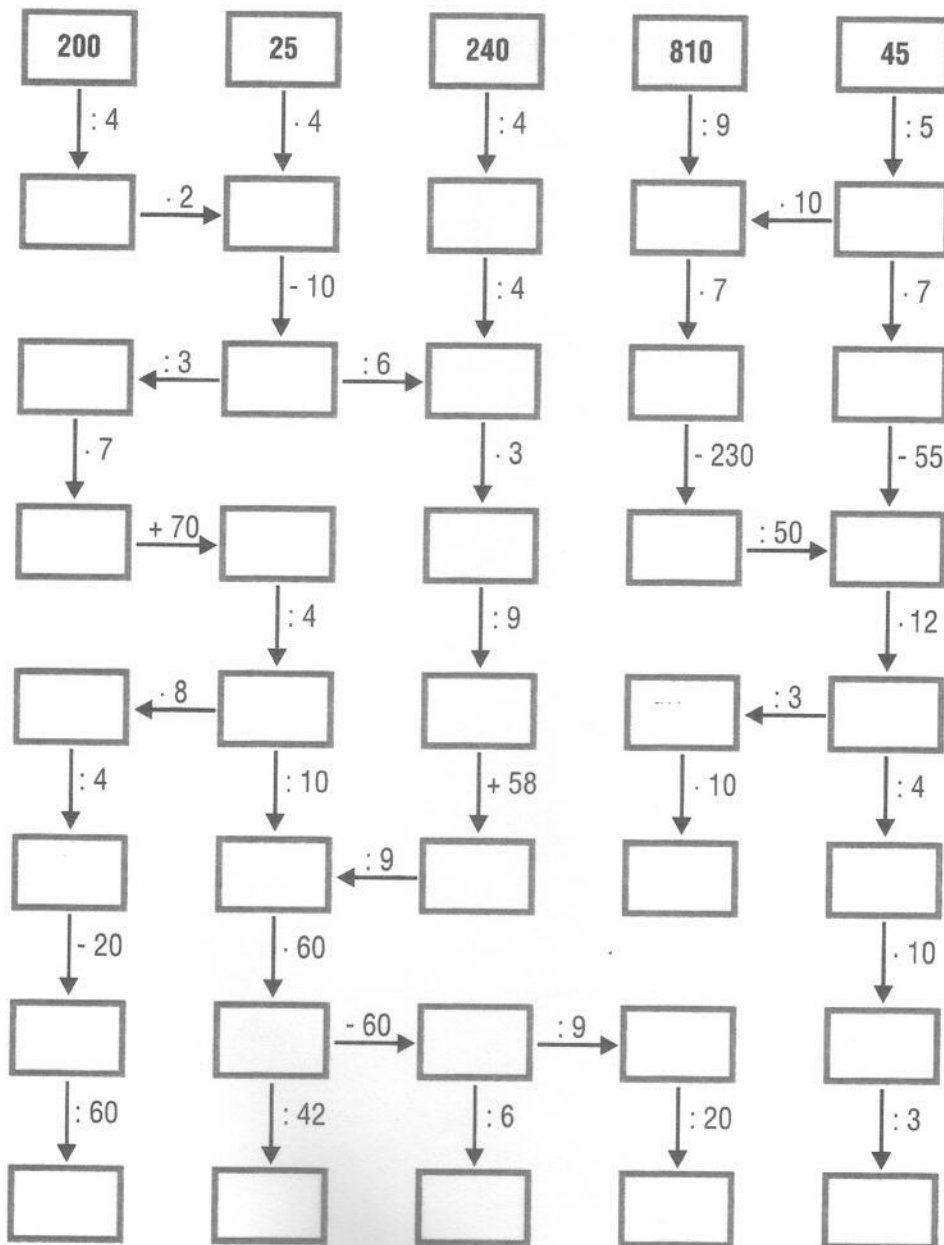 200 25 240 810 45
: 4 · 4 : 4 : 9 : 5
· 2 · 10
- 10 : 4 · 7 · 7
: 3 : 6
· 7 · 3 - 230 - 55
+ 70 : 50
: 4 : 9 · 12
· 8 : 3
: 4 : 10 + 58 · 10 : 4
: 9
- 20 · 60 · 10
- 60 : 9
: 60 : 42 : 6 : 20 : 3